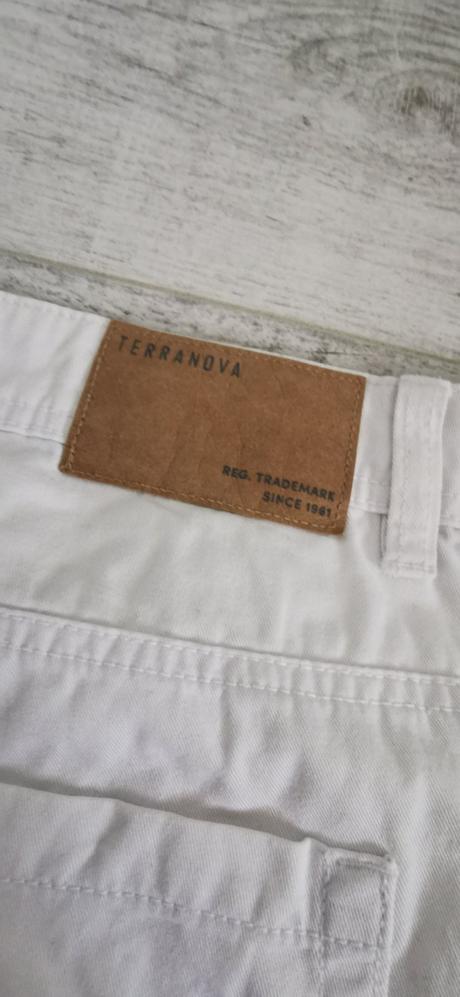 TERRANOVA
REG. TRADEMARK
SINCE 1961